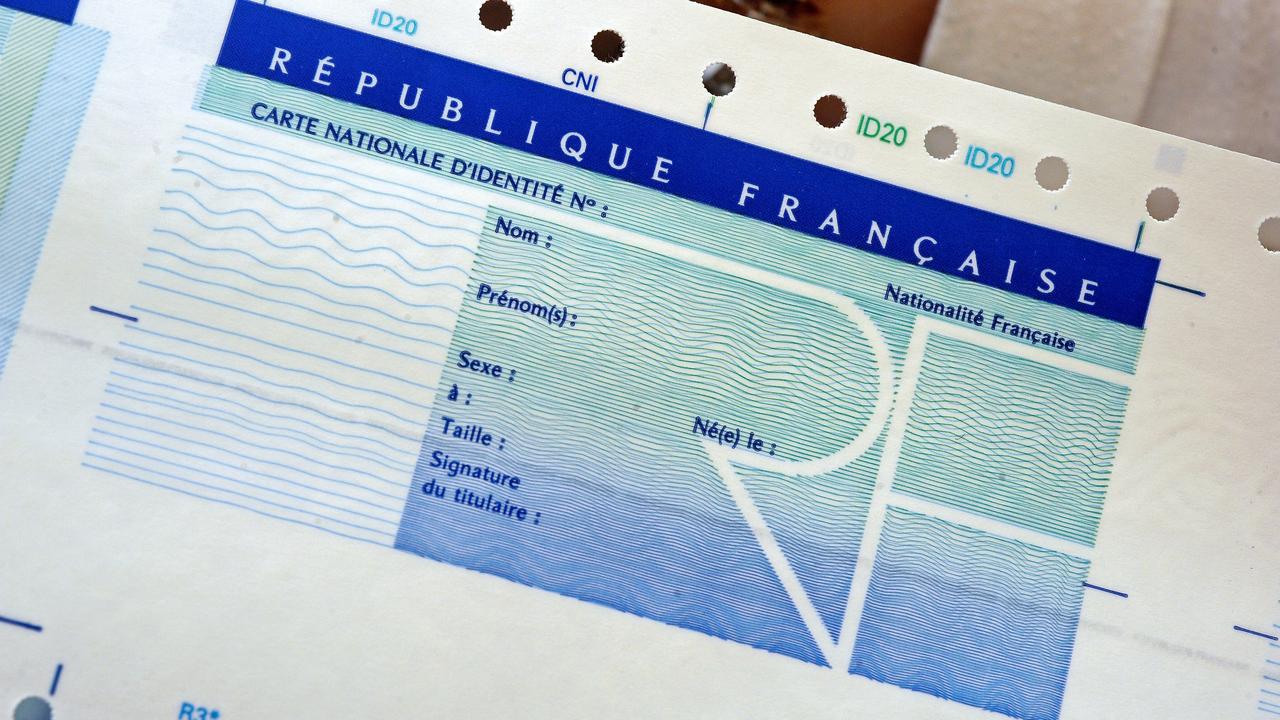 ID20
CNI
ID20
ID20
RÉPUBLIQUE FRANÇAISE
CARTE NATIONALE D'IDENTITÉ Nº :
Nationalité Française
Nom :
Prénom(s) :
Sexe :
à :
Né(e) le :
Taille :
Signature
du titulaire :
R3*